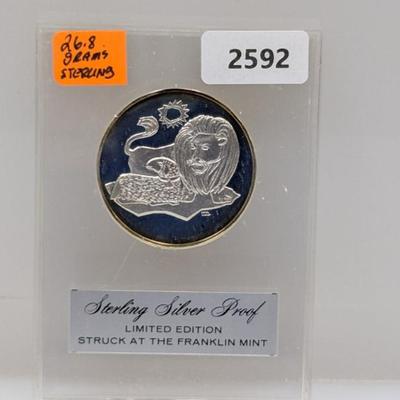 26.8
grams
STERLING
2592
Sterling Silver Proof
LIMITED EDITION
STRUCK AT THE FRANKLIN MINT